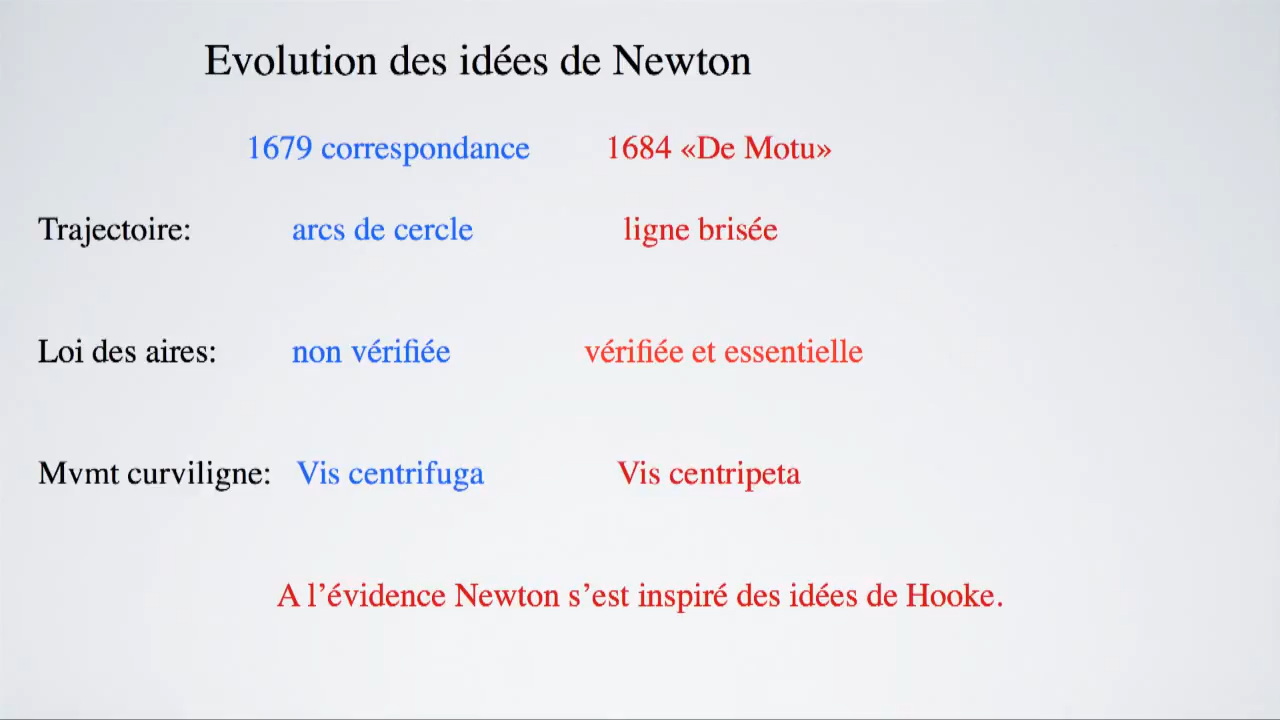 Evolution des idées de Newton
1679 correspondance 1684 «De Motu»
Trajectoire: arcs de cercle ligne brisée
Loi des aires: non vérifiée vérifiée et essentielle
Mvmt curviligne: Vis centrifuga Vis centripeta
A l’évidence Newton s’est inspiré des idées de Hooke.